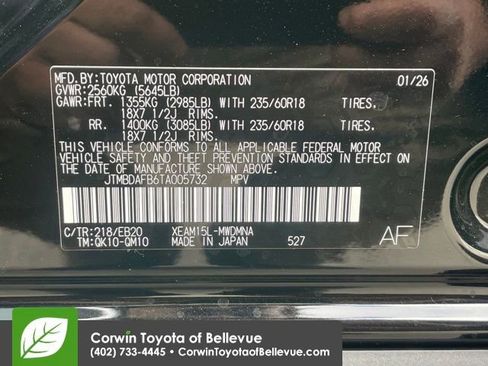 MFD.BY:TOYOTA MOTOR CORPORATION 01/26
GVWR:2560KG (5645LB)
GAWR:FRT. 1355KG (2985LB) WITH 235/60R18 TIRES,
18X7 1/2J RIMS.
RR. 1400KG (3085LB) WITH 235/60R18 TIRES,
18X7 1/2J RIMS.
THIS VEHICLE CONFORMS TO ALL APPLICABLE FEDERAL MOTOR
VEHICLE SAFETY AND THEFT PREVENTION STANDARDS IN
EFFECT ON THE DATE OF MANUFACTURE SHOWN ABOVE.
JTMBDAFB6TA005732 MPV
C/TR:218/EB20 XEAM15L-MWDMNA
TM:QK10-QM10 MADE IN JAPAN 527 AF
Corwin Toyota of Bellevue
(402) 733-4445 • CorwinToyotaofBellevue.com